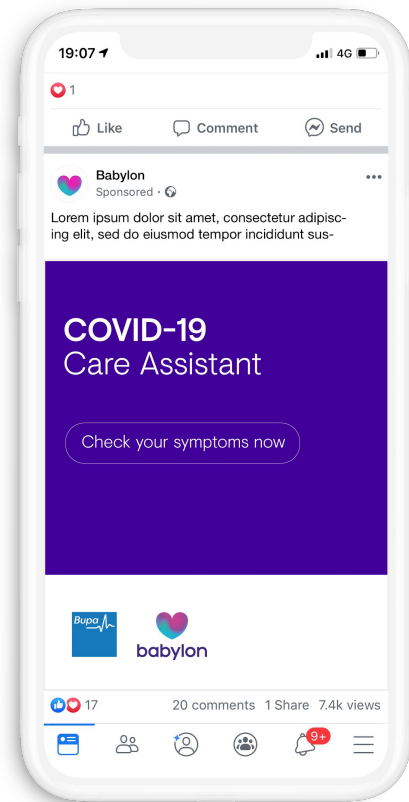 19:07
4G
1
Like
Comment
Send
Babylon
Sponsored ·
Lorem ipsum dolor sit amet, consectetur adipisc-
ing elit, sed do eiusmod tempor incididunt sus-
COVID-19
Care Assistant
Check your symptoms now
Bupa
babylon
17
20 comments 1 Share 7.4k views
9+